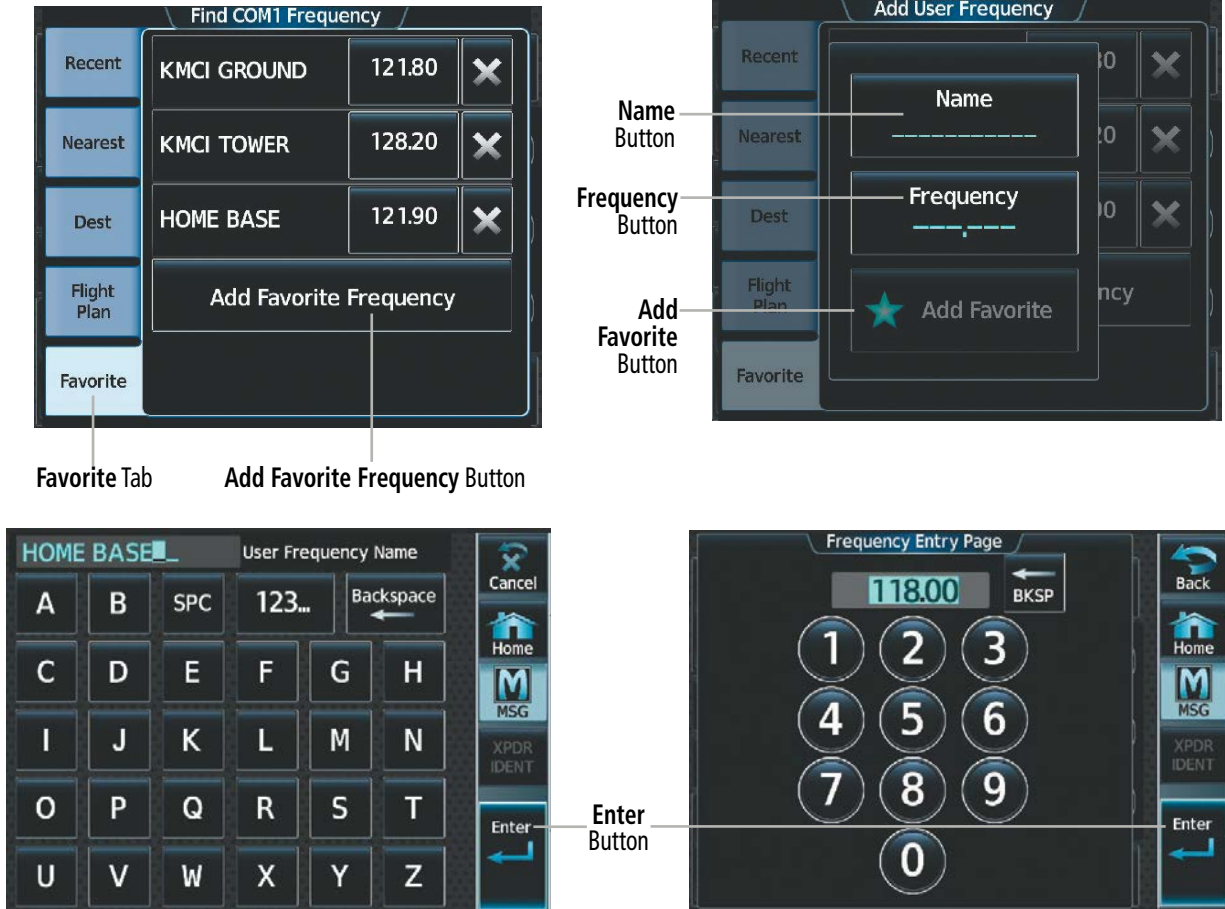 Find COM1 Frequency
Recent
KMCI GROUND 121.80
Nearest
KMCI TOWER 128.20
Dest
HOME BASE 121.90
Flight
Plan
Add Favorite Frequency
Favorite
Favorite Tab
Add Favorite Frequency Button
Add User Frequency
Recent
Nearest
Dest
Flight
Plan
Favorite
Name
Frequency
___.___
Add Favorite
ncy
Name
Button
Frequency
Button
Add
Favorite
Button
HOME BASE_ User Frequency Name
A B SPC 123... Backspace
C D E F G H
I J K L M N
O P Q R S T
U V W X Y Z
Cancel
Home
MSG
XPDR
IDENT
Enter
Enter
Button
Frequency Entry Page
118.00 BKSP
1 2 3
4 5 6
7 8 9
0
Back
Home
MSG
XPDR
IDENT
Enter